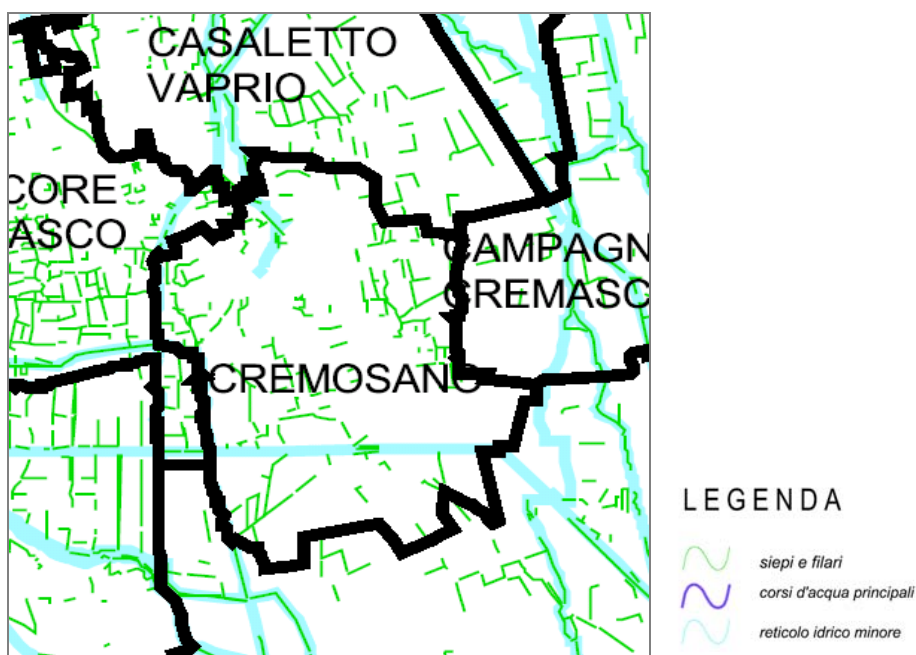 CASALETTO
VAPRIO
CORE
ASCO
CAMPAGN
CREMASC
CREMOSANO
LEGENDA
siepi e filari
corsi d'acqua principali
reticolo idrico minore